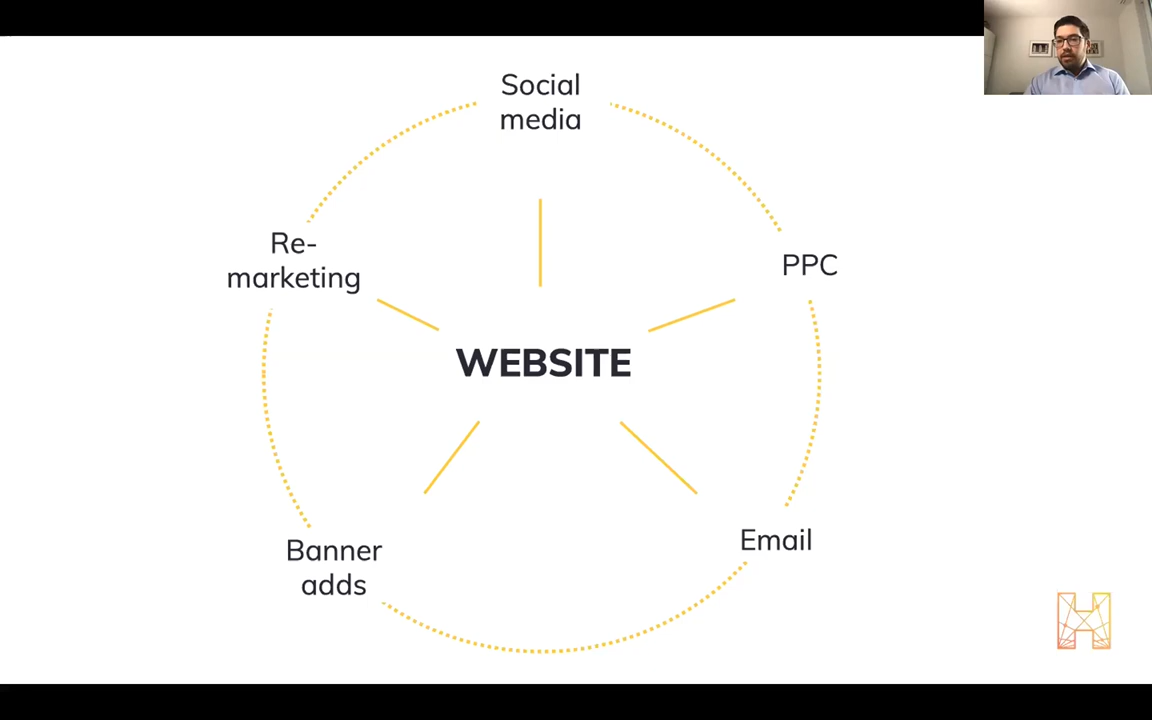 Social
media
Re-
marketing
PPC
WEBSITE
Banner
adds
Email
H